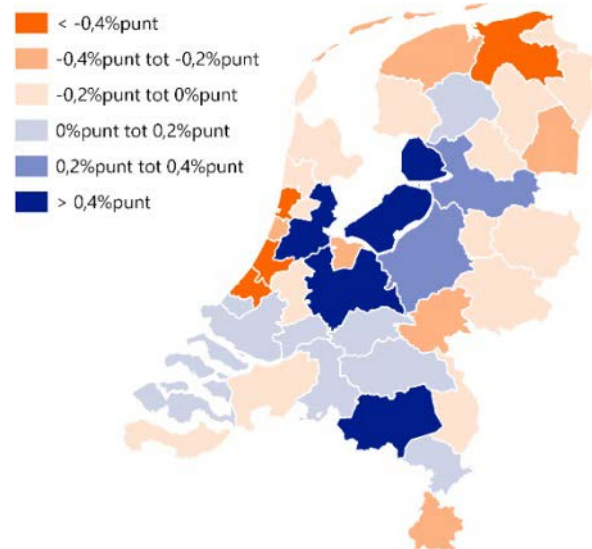 < -0,4%punt
-0,4%punt tot -0,2%punt
-0,2%punt tot 0%punt
0%punt tot 0,2%punt
0,2%punt tot 0,4%punt
> 0,4%punt